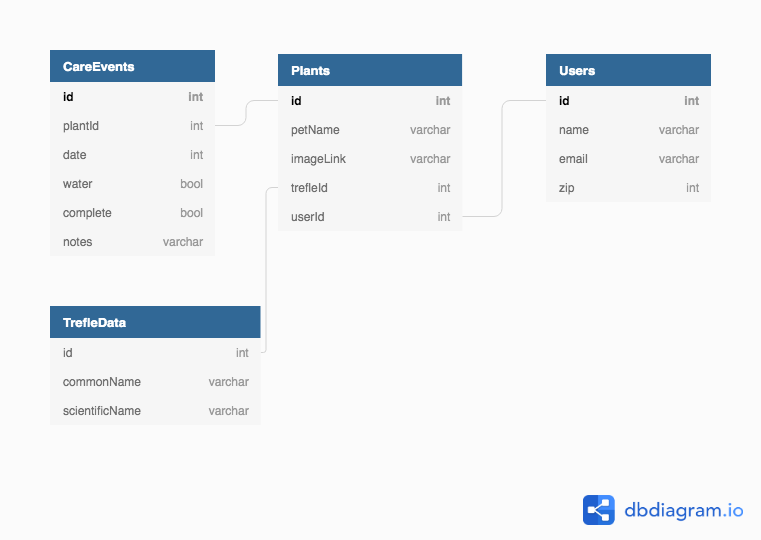 CareEvents
id int
plantId int
date int
water bool
complete bool
notes varchar
Plants
id int
petName varchar
imageLink varchar
trefleId int
userId int
Users
id int
name varchar
email varchar
zip int
TrefleData
id int
commonName varchar
scientificName varchar
dbdiagram.io